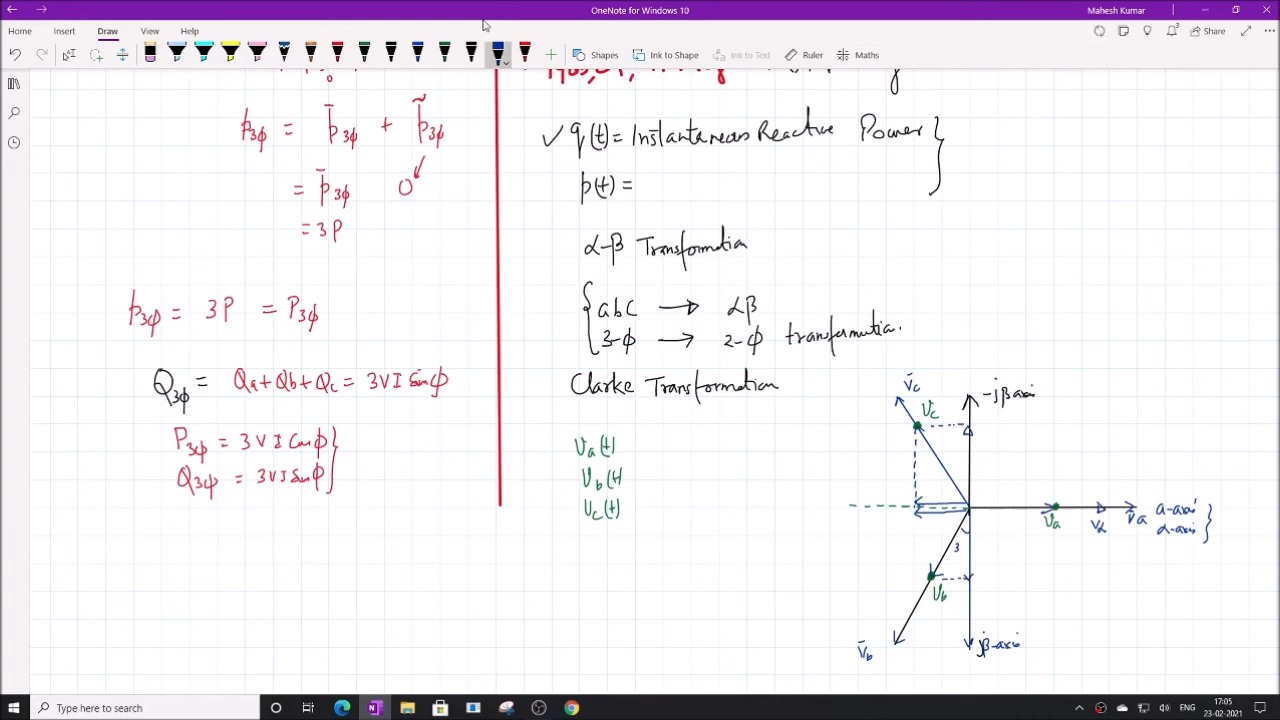 OneNote for Windows 10
Mahesh Kumar
Home Insert Draw View Help
Share
Shapes Ink to Shape Ink to Text Ruler Maths
p3ϕ = p̄3ϕ + p̃3ϕ
= p̄3ϕ 0
= 3P
p3ϕ = 3P = P3ϕ
Q3ϕ = Qa + Qb + Qc = 3VI Sinϕ
P3ϕ = 3VI Cosϕ
Q3ϕ = 3VI Sinϕ
✓ q(t) = Instantaneous Reactive Power
p(t) =
α-β Transformation
abc → αβ
3-ϕ → 2-ϕ transformation.
Clarke Transformation
va(t)
vb(t)
vc(t)
v̄c
vc
-jβ axis
va
vα
v̄a
a-axis
α-axis
3
vb
v̄b
jβ-axis
Type here to search
ENG
17:05
23-02-2021